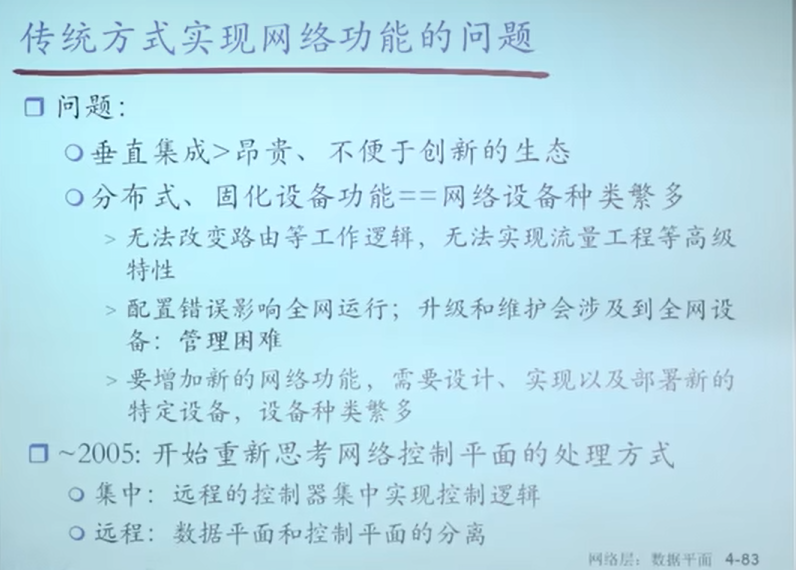 传统方式实现网络功能的问题
问题:
垂直集成>昂贵、不便于创新的生态
分布式、固化设备功能==网络设备种类繁多
> 无法改变路由等工作逻辑，无法实现流量工程等高级
特性
> 配置错误影响全网运行；升级和维护会涉及到全网设
备：管理困难
> 要增加新的网络功能，需要设计、实现以及部署新的
特定设备，设备种类繁多
~2005: 开始重新思考网络控制平面的处理方式
集中：远程的控制器集中实现控制逻辑
远程：数据平面和控制平面的分离
网络层：数据平面 4-83